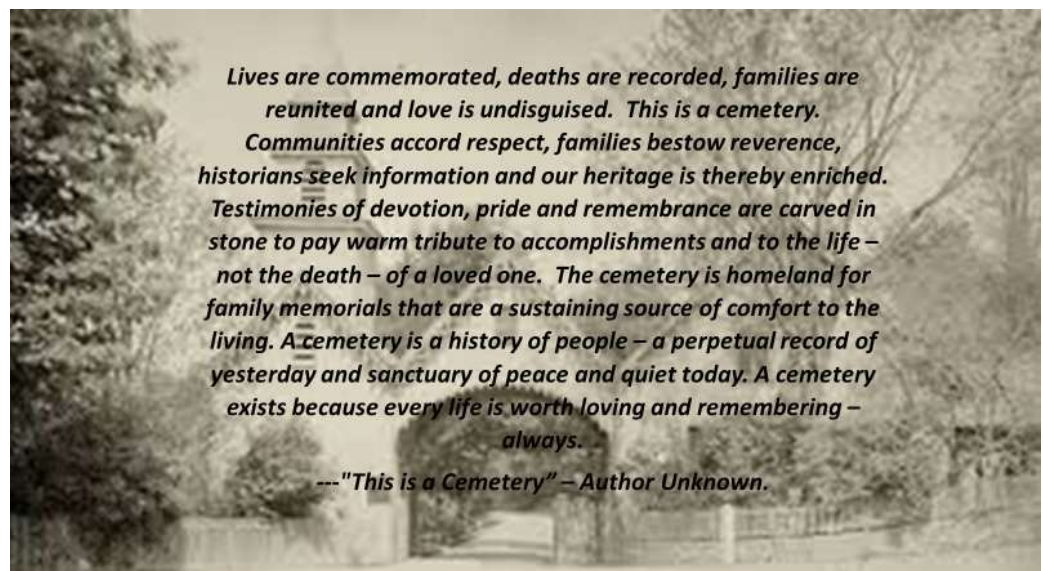 Lives are commemorated, deaths are recorded, families are
reunited and love is undisguised.  This is a cemetery.
Communities accord respect, families bestow reverence,
historians seek information and our heritage is thereby enriched.
Testimonies of devotion, pride and remembrance are carved in
stone to pay warm tribute to accomplishments and to the life –
not the death – of a loved one.  The cemetery is homeland for
family memorials that are a sustaining source of comfort to the
living. A cemetery is a history of people – a perpetual record of
yesterday and sanctuary of peace and quiet today. A cemetery
exists because every life is worth loving and remembering –
always.
---"This is a Cemetery” – Author Unknown.